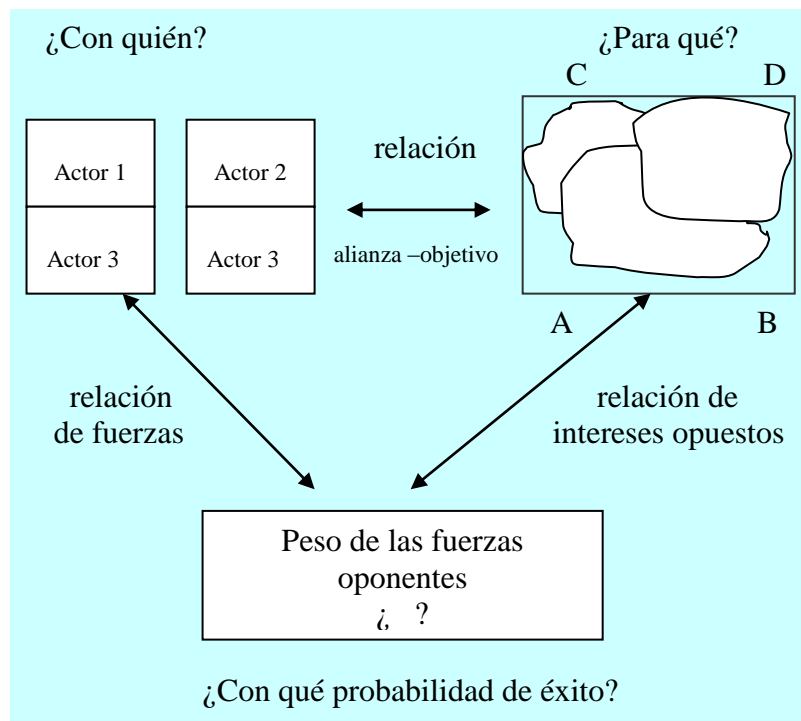 ¿Con quién?
¿Para qué?
C
D
Actor 1
Actor 2
Actor 3
Actor 3
relación
alianza –objetivo
A
B
relación
de fuerzas
relación de
intereses opuestos
Peso de las fuerzas
oponentes
¿, ?
¿Con qué probabilidad de éxito?